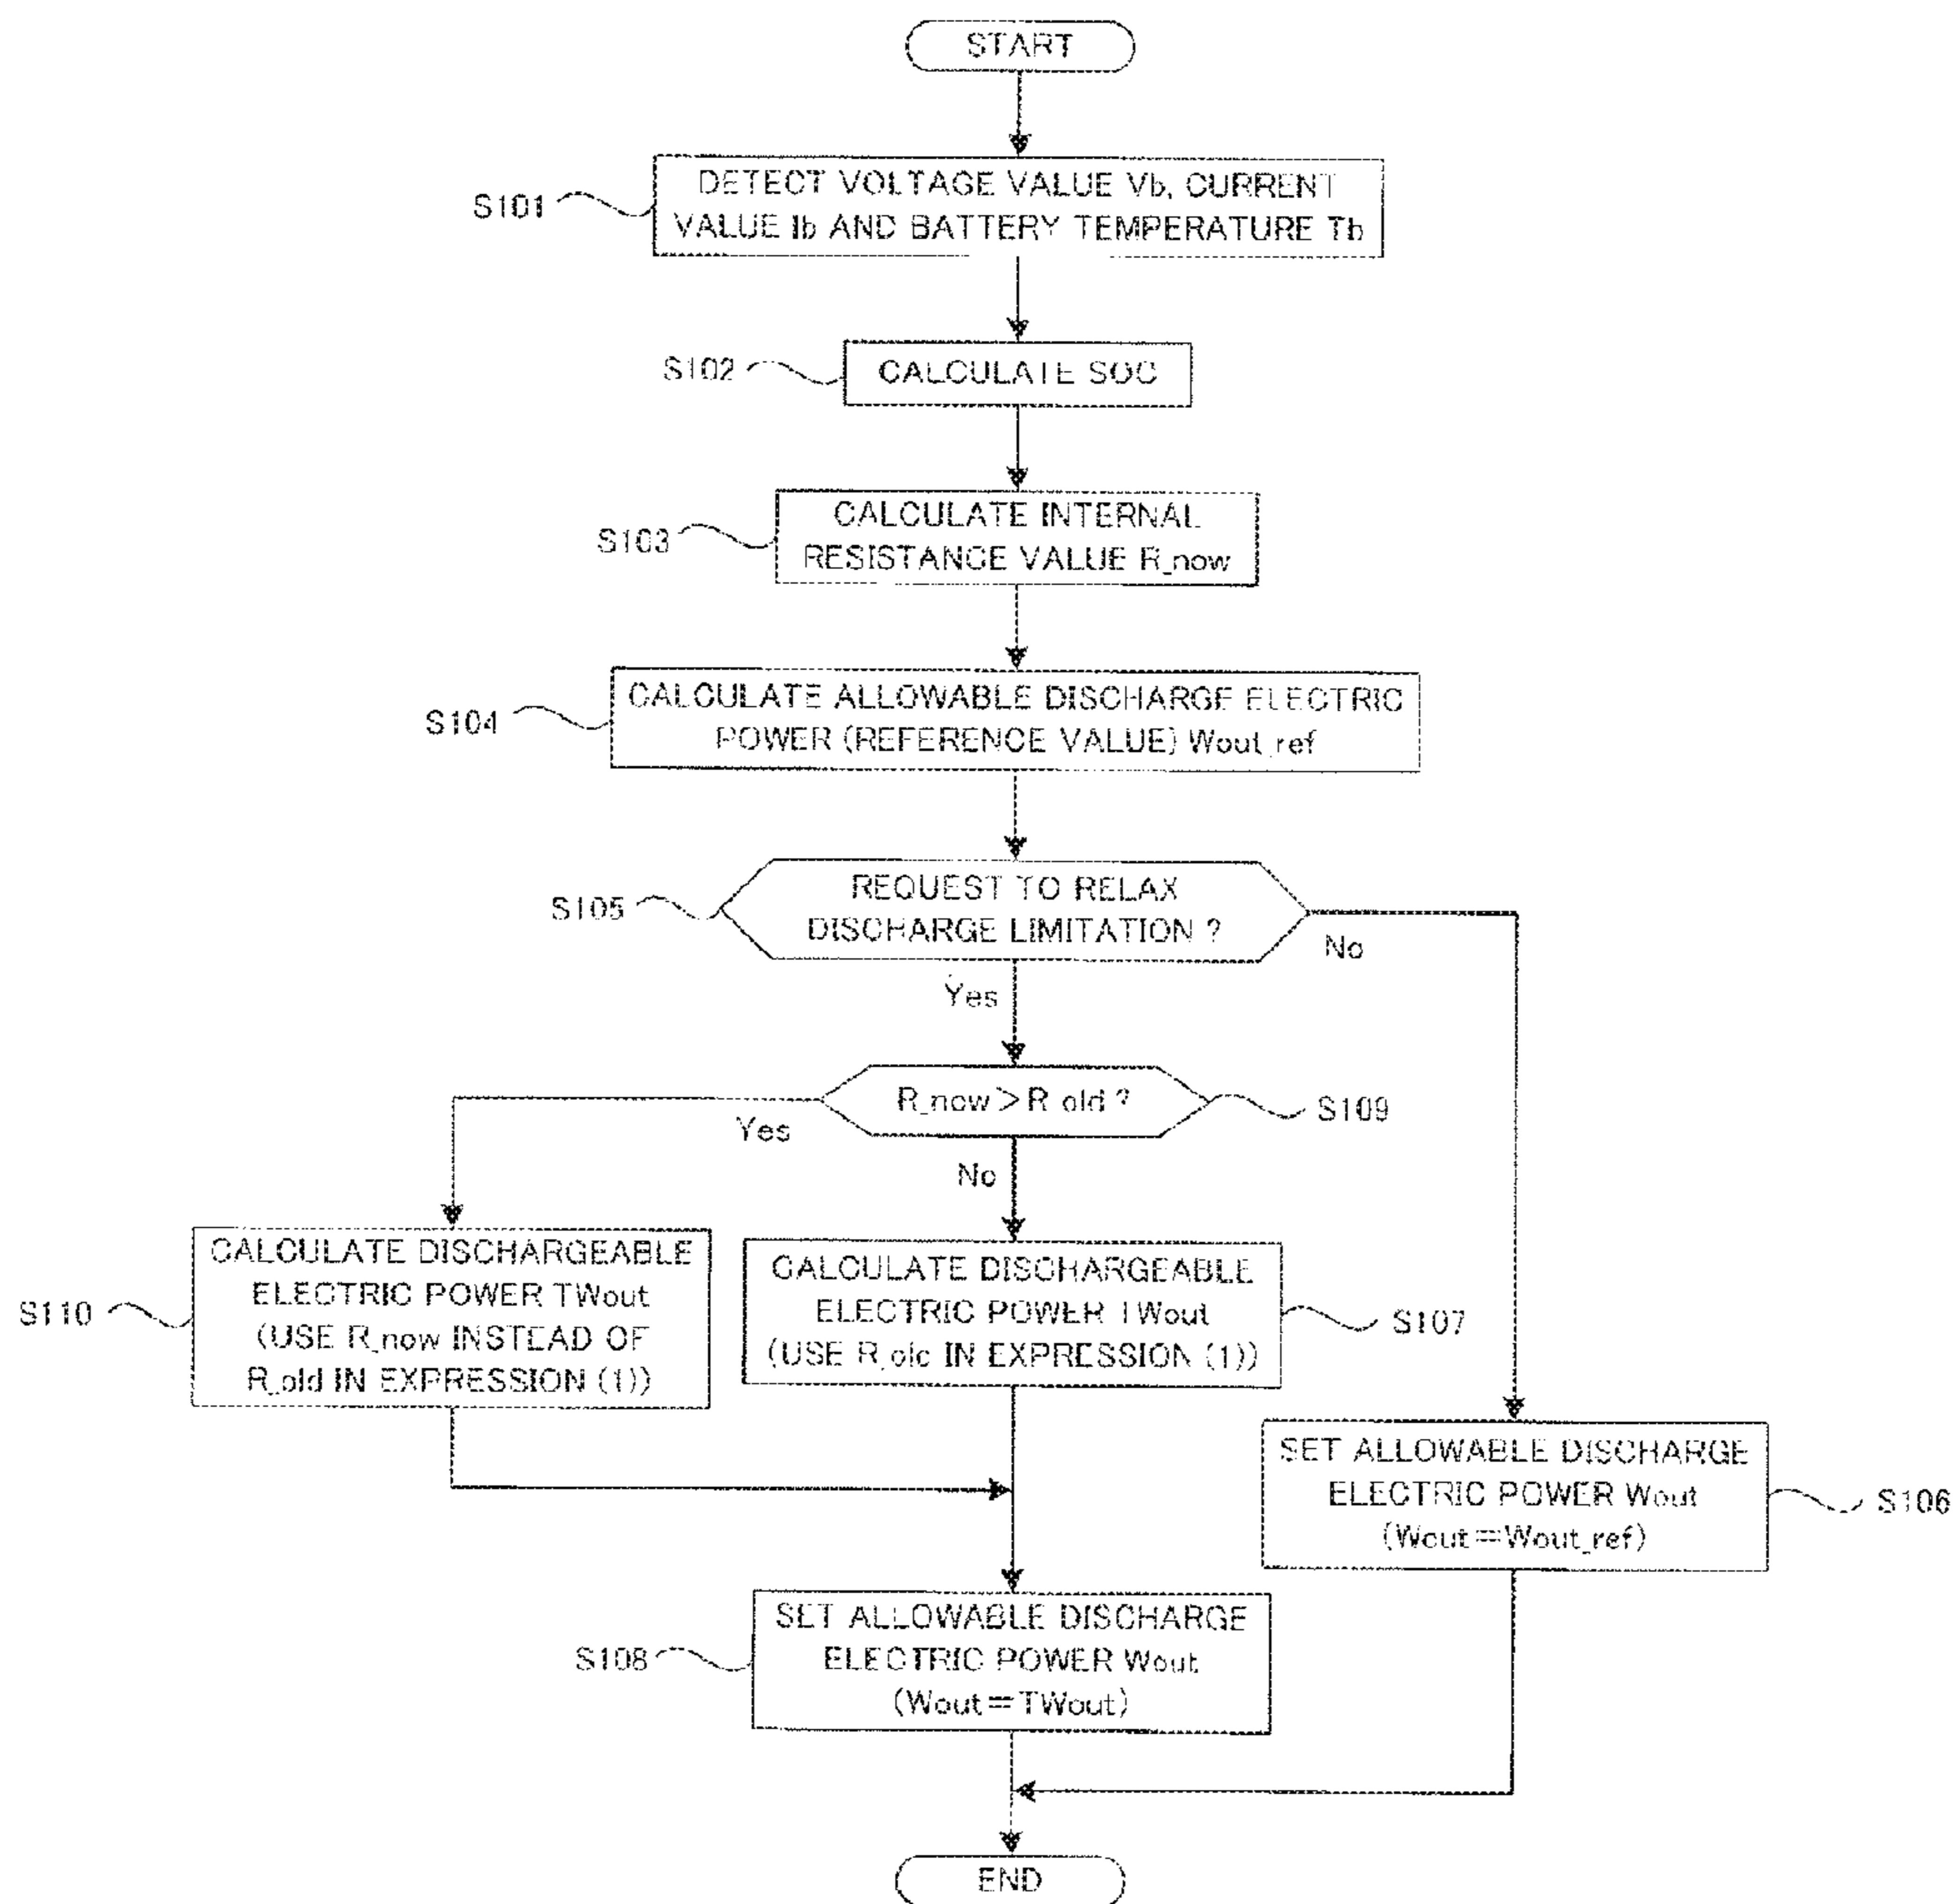 START
S101
DETECT VOLTAGE VALUE Vb, CURRENT
VALUE Ib AND BATTERY TEMPERATURE Tb
S102
CALCULATE SOC
S103
CALCULATE INTERNAL
RESISTANCE VALUE R_now
S104
CALCULATE ALLOWABLE DISCHARGE ELECTRIC
POWER (REFERENCE VALUE) Wout_ref
S105
REQUEST TO RELAX
DISCHARGE LIMITATION ?
No
Yes
R_now > R_old ?
S109
Yes
No
S110
CALCULATE DISCHARGEABLE
ELECTRIC POWER TWout
(USE R_now INSTEAD OF
R_old IN EXPRESSION (1))
CALCULATE DISCHARGEABLE
ELECTRIC POWER TWout
(USE R_old IN EXPRESSION (1))
S107
SET ALLOWABLE DISCHARGE
ELECTRIC POWER Wout
(Wout=Wout_ref)
S106
S108
SET ALLOWABLE DISCHARGE
ELECTRIC POWER Wout
(Wout=TWout)
END